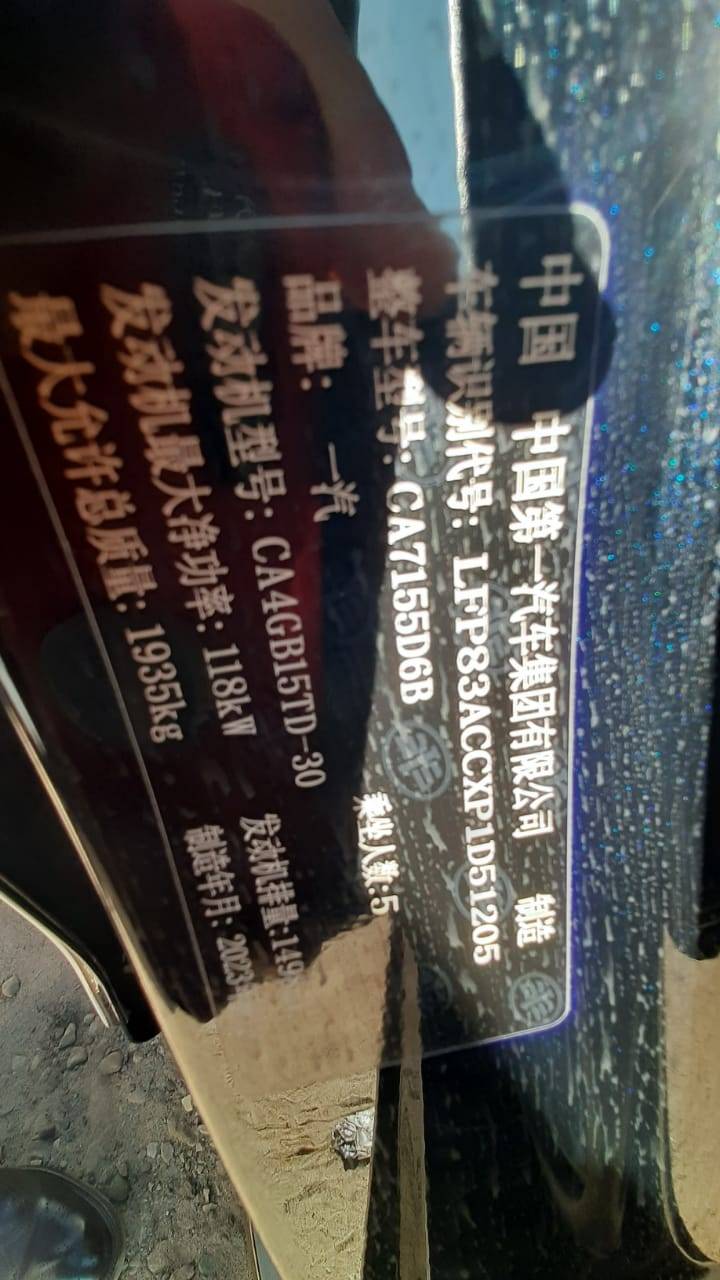 中国 中国第一汽车集团有限公司 制造
车辆识别代号: LFP83ACCXP1D51205
整车型号: CA7155D6B 乘坐人数:5
品牌: 一汽
发动机型号: CA4GB15TD-30 发动机排量:149
发动机最大净功率: 118kW 制造年月: 2023
最大允许总质量: 1935kg